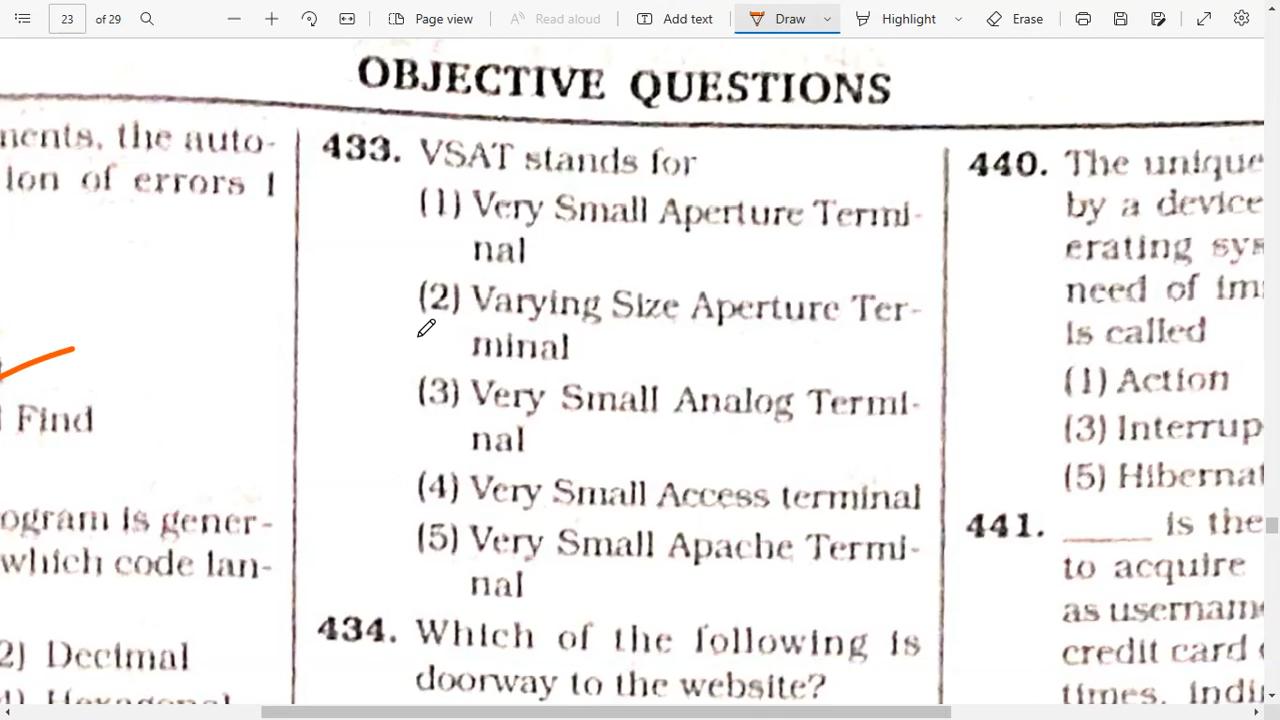 23 of 29 Page view Read aloud Add text Draw Highlight Erase
OBJECTIVE QUESTIONS
nents, the auto-
ion of errors I
Find
ogram is gener-
which code lan-
2) Decimal
433. VSAT stands for
(1) Very Small Aperture Termi-
nal
(2) Varying Size Aperture Ter-
minal
(3) Very Small Analog Termi-
nal
(4) Very Small Access terminal
(5) Very Small Apache Termi-
nal
434. Which of the following is
doorway to the website?
440. The unique
by a device
erating sys
need of im
is called
(1) Action
(3) Interrup
(5) Hibernat
441. ____ is the
to acquire
as usernam
credit card
times, indi